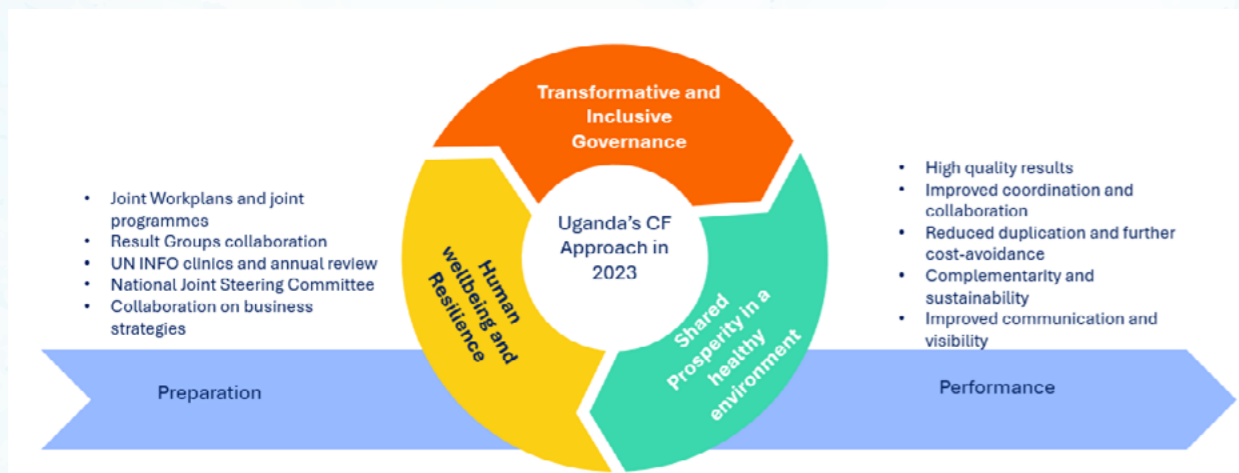 Transformative and
Inclusive
Governance
• Joint Workplans and joint
programmes
• Result Groups collaboration
• UN INFO clinics and annual review
• National Joint Steering Committee
• Collaboration on business
strategies
Human
wellbeing and
Resilience
Uganda's CF
Approach in
2023
Shared
Prosperity in a
healthy
environment
• High quality results
• Improved coordination and
collaboration
• Reduced duplication and further
cost-avoidance
• Complementarity and
sustainability
• Improved communication and
visibility
Preparation
Performance